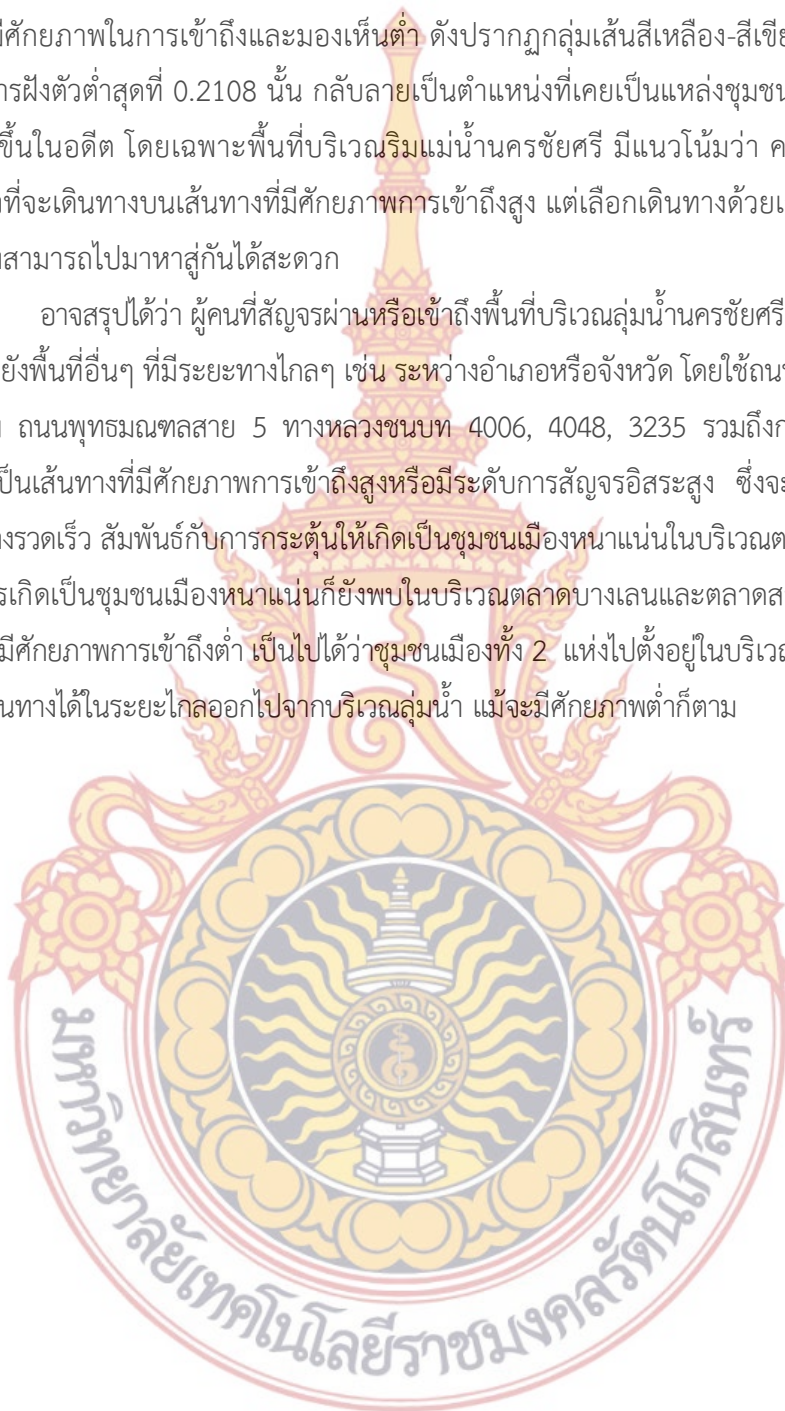 มีศักยภาพในการเข้าถึงและมองเห็นต่ำ ดังปรากฏกลุ่มเส้นสีเหลือง-สีเขีย
ารฝังตัวต่ำสุดที่ 0.2108 นั้น กลับลายเป็นตำแหน่งที่เคยเป็นแหล่งชุมชน
ขึ้นในอดีต โดยเฉพาะพื้นที่บริเวณริมแม่น้ำนครชัยศรี มีแนวโน้มว่า ค
ที่จะเดินทางบนเส้นทางที่มีศักยภาพการเข้าถึงสูง แต่เลือกเดินทางด้วยเ
สามารถไปมาหาสู่กันได้สะดวก
อาจสรุปได้ว่า ผู้คนที่สัญจรผ่านหรือเข้าถึงพื้นที่บริเวณลุ่มน้ำนครชัยศรี
ยังพื้นที่อื่นๆ ที่มีระยะทางไกลๆ เช่น ระหว่างอำเภอหรือจังหวัด โดยใช้ถน
ถนนพุทธมณฑลสาย 5 ทางหลวงชนบท 4006, 4048, 3235 รวมถึงก
เป็นเส้นทางที่มีศักยภาพการเข้าถึงสูงหรือมีระดับการสัญจรอิสระสูง ซึ่งจะ
งรวดเร็ว สัมพันธ์กับการกระตุ้นให้เกิดเป็นชุมชนเมืองหนาแน่นในบริเวณต
รเกิดเป็นชุมชนเมืองหนาแน่นก็ยังพบในบริเวณตลาดบางเลนและตลาดส
มีศักยภาพการเข้าถึงต่ำ เป็นไปได้ว่าชุมชนเมืองทั้ง 2 แห่งไปตั้งอยู่ในบริเวณ
นทางได้ในระยะไกลออกไปจากบริเวณลุ่มน้ำ แม้จะมีศักยภาพต่ำก็ตาม
มหาวิทยาลัยเทคโนโลยีราชมงคลรัตนโกสินทร์